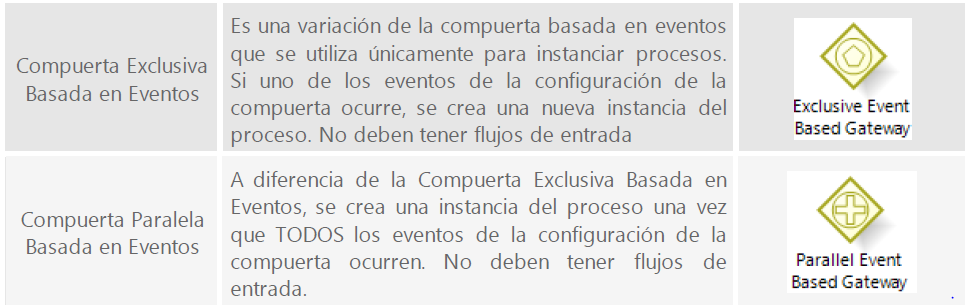 Compuerta Exclusiva
Basada en Eventos
Es una variación de la compuerta basada en eventos
que se utiliza únicamente para instanciar procesos.
Si uno de los eventos de la configuración de la
compuerta ocurre, se crea una nueva instancia del
proceso. No deben tener flujos de entrada
Exclusive Event
Based Gateway
Compuerta Paralela
Basada en Eventos
A diferencia de la Compuerta Exclusiva Basada en
Eventos, se crea una instancia del proceso una vez
que TODOS los eventos de la configuración de la
compuerta ocurren. No deben tener flujos de
entrada.
Parallel Event
Based Gateway
.